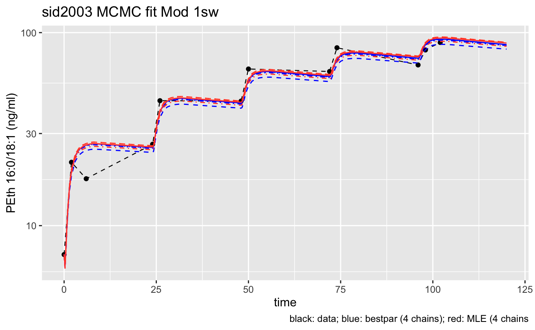 sid2003 MCMC fit Mod 1sw
100
30
10
PEth 16:0/18:1 (ng/ml)
0
25
50
75
100
125
time
black: data; blue: bestpar (4 chains); red: MLE (4 chains